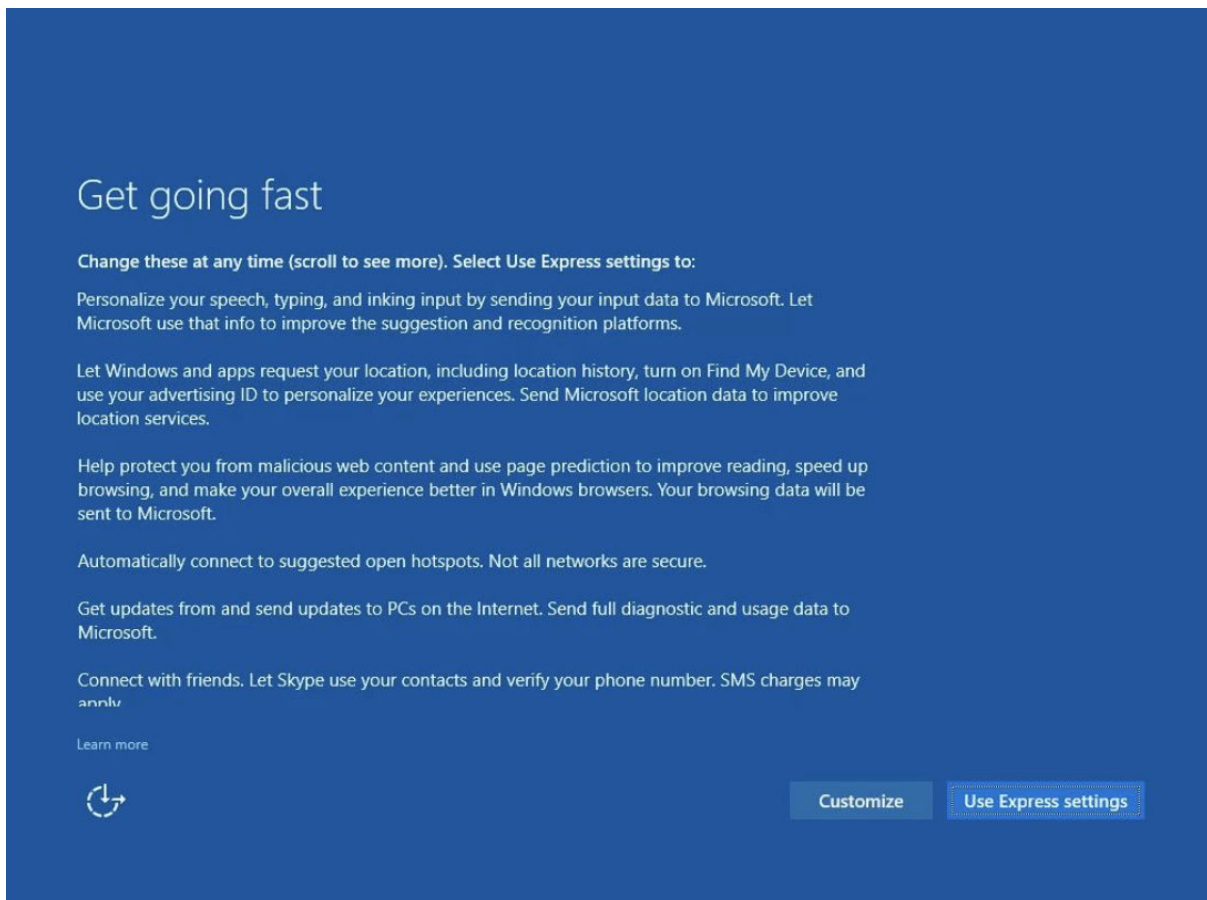 Get going fast
Change these at any time (scroll to see more). Select Use Express settings to:
Personalize your speech, typing, and inking input by sending your input data to Microsoft. Let
Microsoft use that info to improve the suggestion and recognition platforms.
Let Windows and apps request your location, including location history, turn on Find My Device, and
use your advertising ID to personalize your experiences. Send Microsoft location data to improve
location services.
Help protect you from malicious web content and use page prediction to improve reading, speed up
browsing, and make your overall experience better in Windows browsers. Your browsing data will be
sent to Microsoft.
Automatically connect to suggested open hotspots. Not all networks are secure.
Get updates from and send updates to PCs on the Internet. Send full diagnostic and usage data to
Microsoft.
Connect with friends. Let Skype use your contacts and verify your phone number. SMS charges may
apply.
Learn more
Customize
Use Express settings